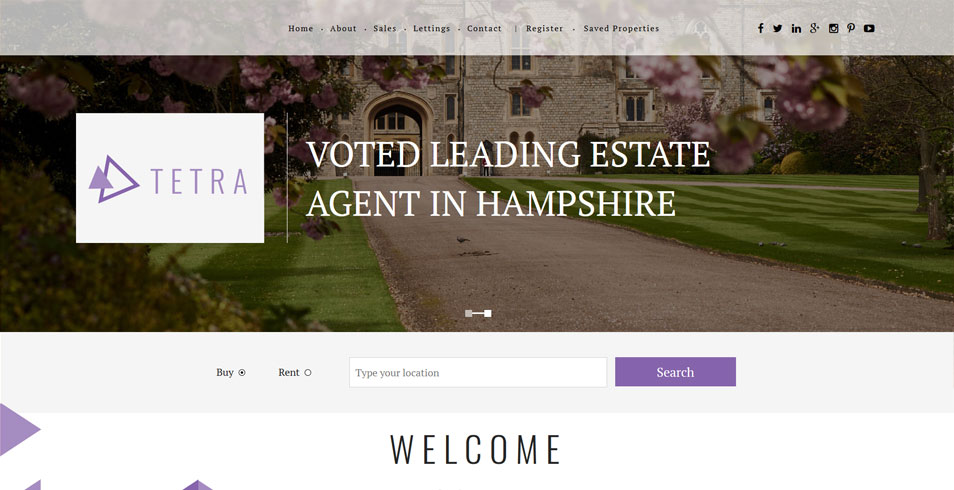 Home • About • Sales • Lettings • Contact | Register • Saved Properties
TETRA
VOTED LEADING ESTATE
AGENT IN HAMPSHIRE
Buy Rent Type your location Search
WELCOME